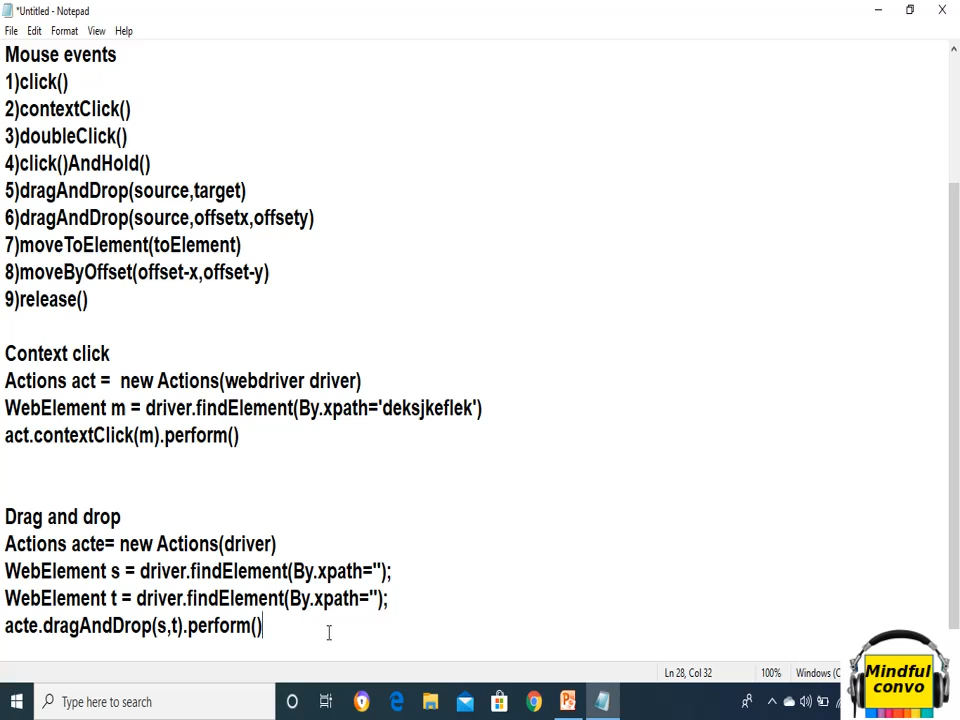 *Untitled - Notepad
File Edit Format View Help
Mouse events
1)click()
2)contextClick()
3)doubleClick()
4)click()AndHold()
5)dragAndDrop(source,target)
6)dragAndDrop(source,offsetx,offsety)
7)moveToElement(toElement)
8)moveByOffset(offset-x,offset-y)
9)release()
Context click
Actions act = new Actions(webdriver driver)
WebElement m = driver.findElement(By.xpath='deksjkeflek')
act.contextClick(m).perform()
Drag and drop
Actions acte= new Actions(driver)
WebElement s = driver.findElement(By.xpath='');
WebElement t = driver.findElement(By.xpath='');
acte.dragAndDrop(s,t).perform()
Ln 28, Col 32 100% Windows (C
Type here to search
Mindful
convo